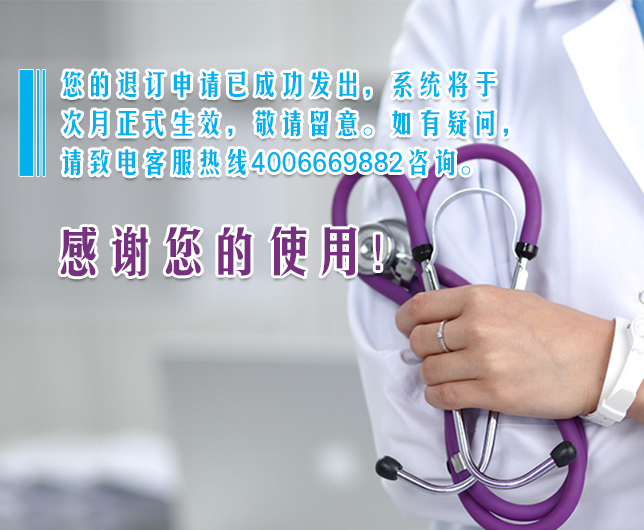 您的退订申请已成功发出，系统将于
次月正式生效，敬请留意。如有疑问，
请致电客服热线4006669882咨询。
感谢您的使用！